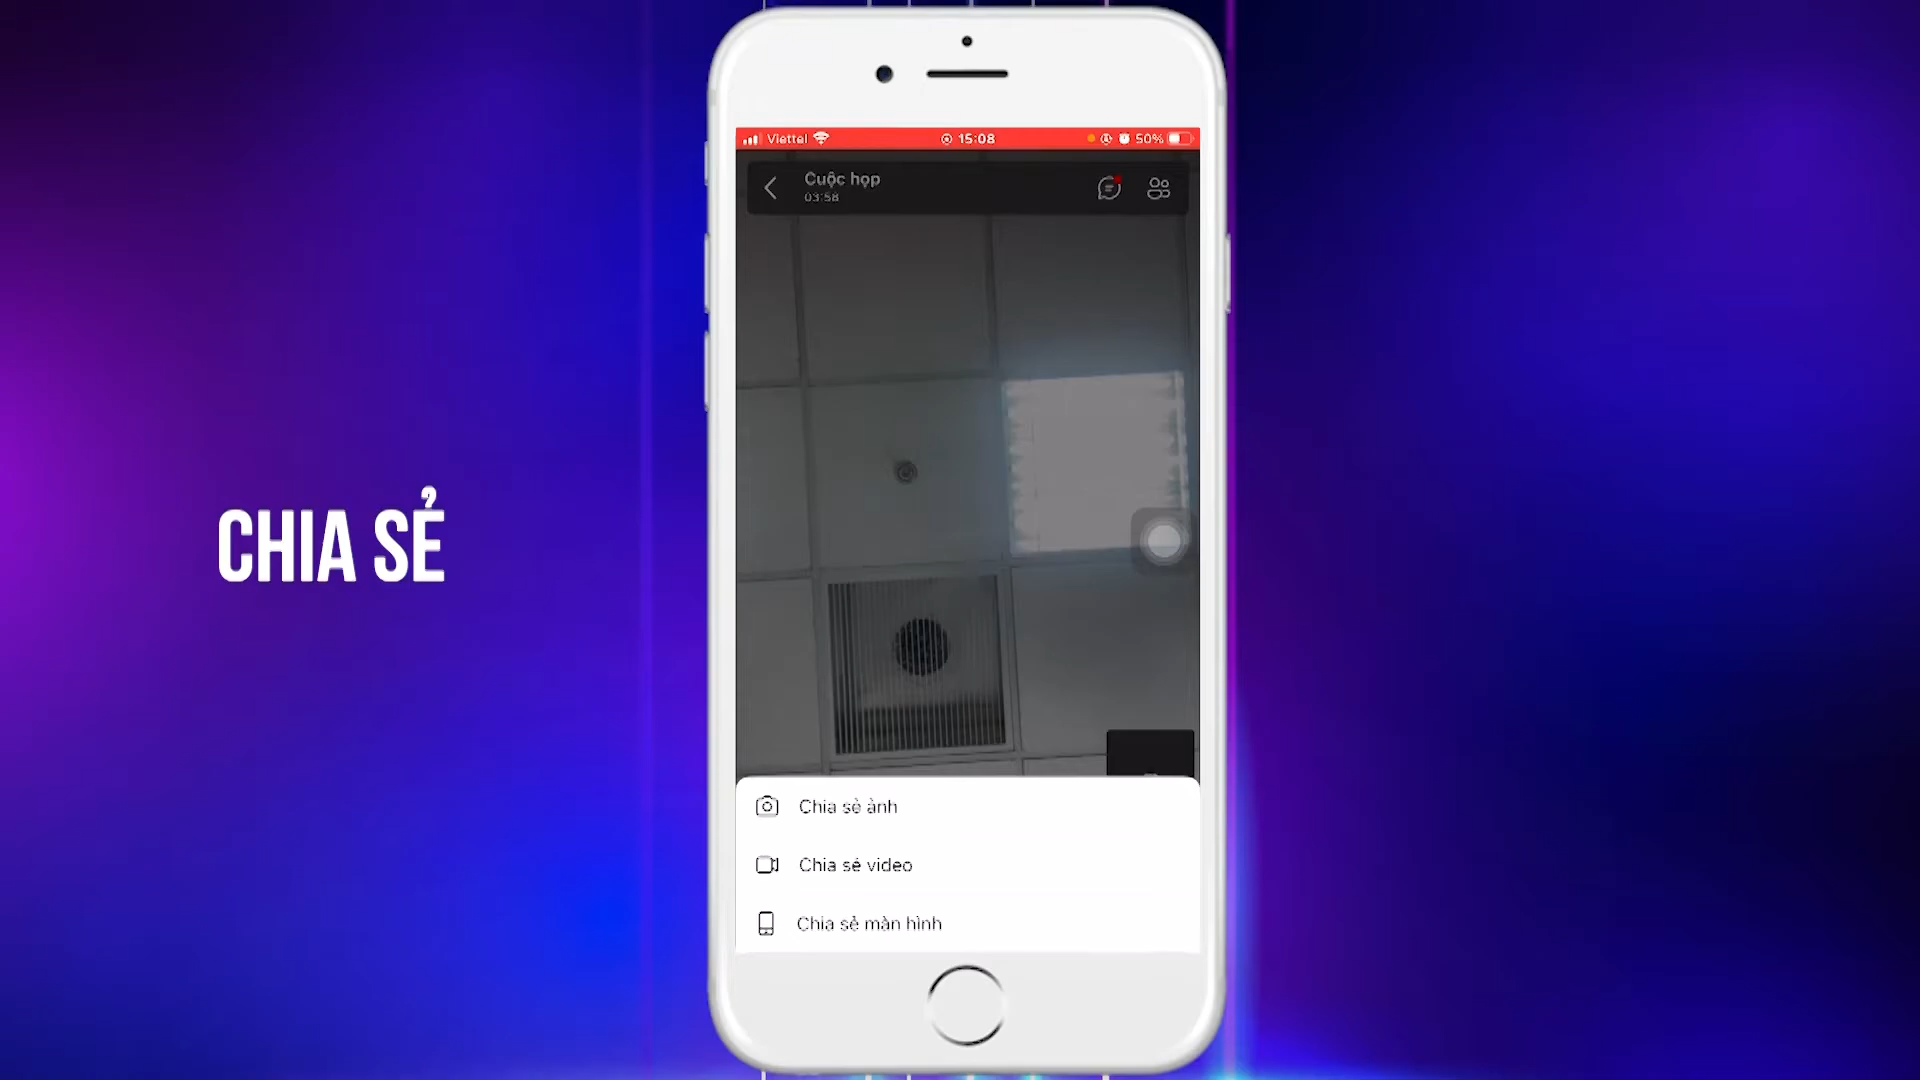 Viettel
15:08
50%
Cuộc họp
03:58
CHIA SẺ
Chia sẻ ảnh
Chia sẻ video
Chia sẻ màn hình